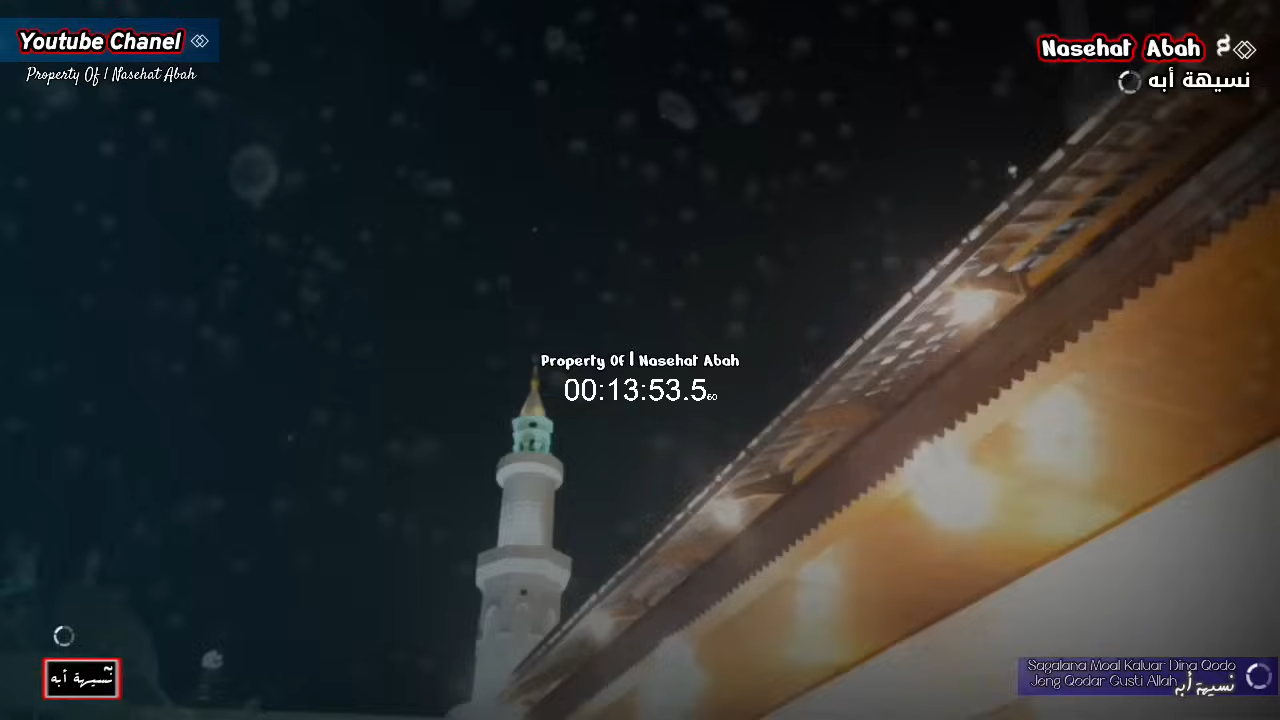 Youtube Chanel
Property Of | Nasehat Abah
Nasehat Abah
نسيهة أبه
Property Of | Nasehat Abah
00:13:53.560
نسيهة أبه
Sagalana Moal Kaluar Dina Qodo
Jeng Qodar Gusti Allah
نسيهة أبه